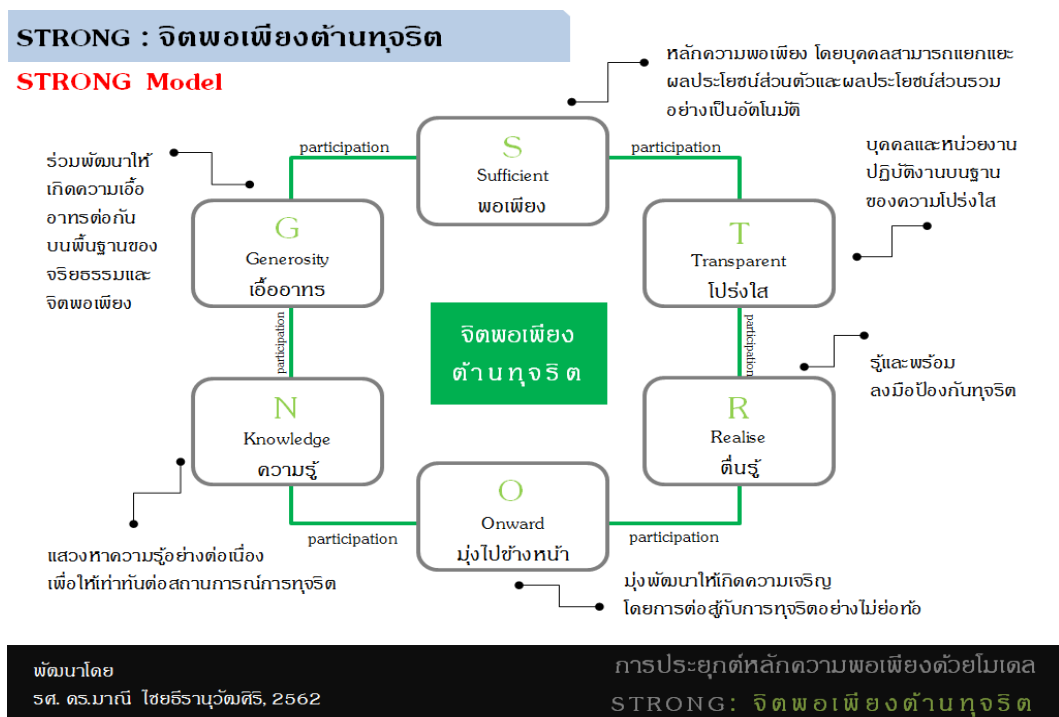 STRONG : จิตพอเพียงต้านทุจริต
STRONG Model
หลักความพอเพียง โดยบุคคลสามารถแยกแยะ
ผลประโยชน์ส่วนตัวและผลประโยชน์ส่วนรวม
อย่างเป็นอัตโนมัติ
participation
S
Sufficient
พอเพียง
participation
บุคคลและหน่วยงาน
ปฏิบัติงานบนฐาน
ของความโปร่งใส
ร่วมพัฒนาให้
เกิดความเอื้อ
อาทรต่อกัน
บนพื้นฐานของ
จริยธรรมและ
จิตพอเพียง
G
Generosity
เอื้ออาทร
T
Transparent
โปร่งใส
participation
จิตพอเพียง
ต้านทุจริต
participation
รู้และพร้อม
ลงมือป้องกันทุจริต
N
Knowledge
ความรู้
R
Realise
ตื่นรู้
O
Onward
มุ่งไปข้างหน้า
participation
participation
แสวงหาความรู้อย่างต่อเนื่อง
เพื่อให้เท่าทันต่อสถานการณ์การทุจริต
มุ่งพัฒนาให้เกิดความเจริญ
โดยการต่อสู้กับการทุจริตอย่างไม่ย่อท้อ
พัฒนาโดย
รศ. ดร.มาณี ไชยธีรานุวัฒศิริ, 2562
การประยุกต์หลักความพอเพียงด้วยโมเดล
STRONG: จิตพอเพียงต้านทุจริต